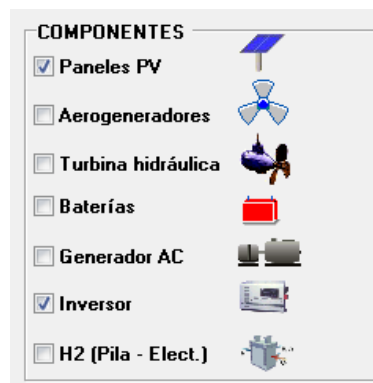 COMPONENTES
Paneles PV
Aerogeneradores
Turbina hidráulica
Baterías
Generador AC
Inversor
H2 (Pila - Elect.)